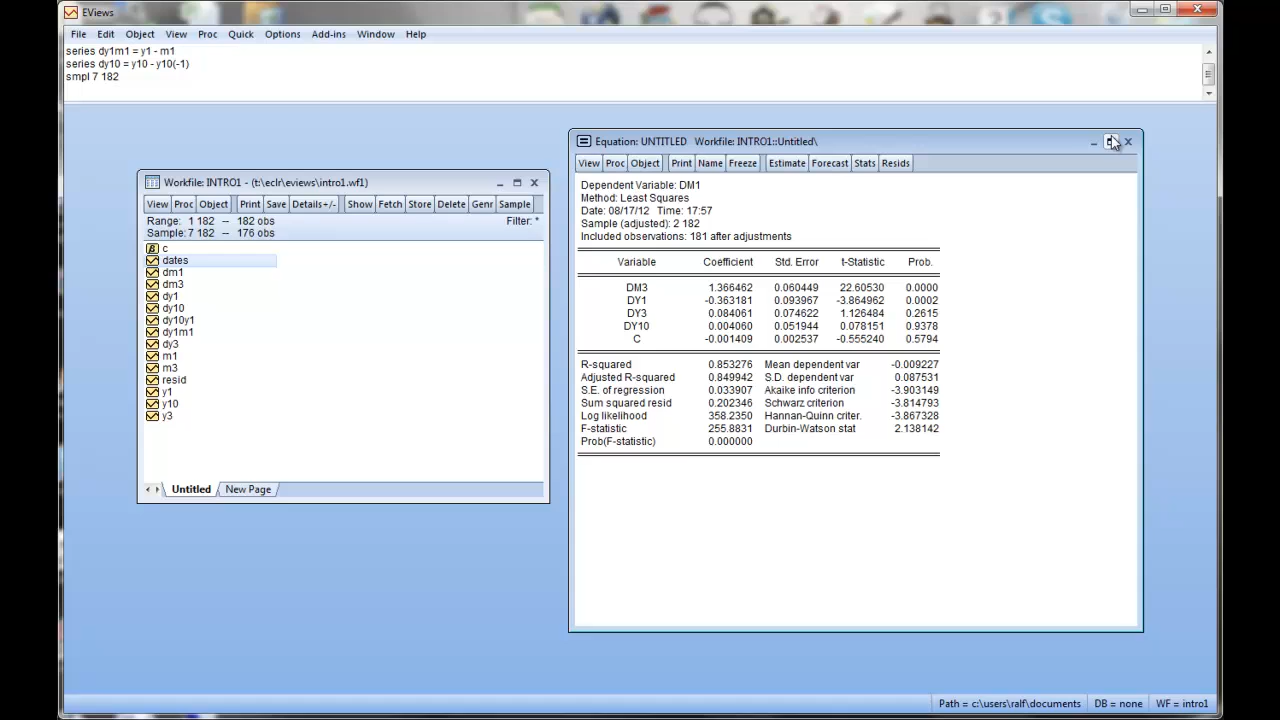 EViews
File Edit Object View Proc Quick Options Add-ins Window Help
series dy1m1 = y1 - m1
series dy10 = y10 - y10(-1)
smpl 7 182
Equation: UNTITLED Workfile: INTRO1::Untitled\
View Proc Object Print Name Freeze Estimate Forecast Stats Resids
Dependent Variable: DM1
Method: Least Squares
Date: 08/17/12 Time: 17:57
Sample (adjusted): 2 182
Included observations: 181 after adjustments
Variable Coefficient Std. Error t-Statistic Prob.
DM3 1.366462 0.060449 22.60530 0.0000
DY1 -0.363181 0.093967 -3.864962 0.0002
DY3 0.084061 0.074622 1.126484 0.2615
DY10 0.004060 0.051944 0.078151 0.9378
C -0.001409 0.002537 -0.555240 0.5794
R-squared 0.853276 Mean dependent var -0.009227
Adjusted R-squared 0.849942 S.D. dependent var 0.087531
S.E. of regression 0.033907 Akaike info criterion -3.903149
Sum squared resid 0.202346 Schwarz criterion -3.814793
Log likelihood 358.2350 Hannan-Quinn criter. -3.867328
F-statistic 255.8831 Durbin-Watson stat 2.138142
Prob(F-statistic) 0.000000
Workfile: INTRO1 - (t:\eclr\eviews\intro1.wf1)
View Proc Object Print Save Details+/- Show Fetch Store Delete Genr Sample
Range: 1 182 -- 182 obs Filter: *
Sample: 7 182 -- 176 obs
c
dates
dm1
dm3
dy1
dy10
dy10y1
dy1m1
dy3
m1
m3
resid
y1
y10
y3
Untitled New Page
Path = c:\users\ralf\documents DB = none WF = intro1